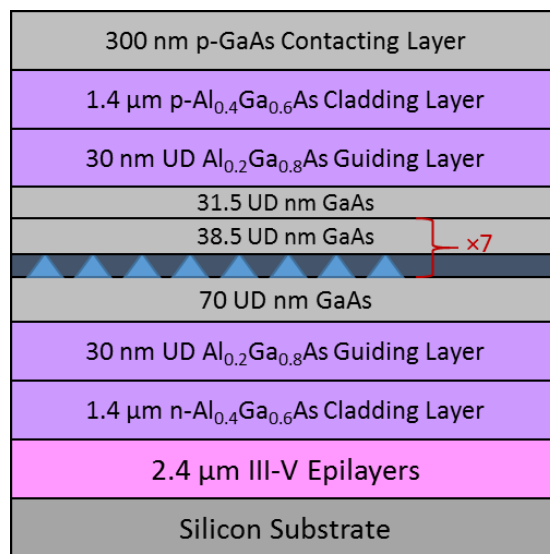 300 nm p-GaAs Contacting Layer
1.4 μm p-Al₀.₄Ga₀.₆As Cladding Layer
30 nm UD Al₀.₂Ga₀.₈As Guiding Layer
31.5 UD nm GaAs
38.5 UD nm GaAs
×7
70 UD nm GaAs
30 nm UD Al₀.₂Ga₀.₈As Guiding Layer
1.4 μm n-Al₀.₄Ga₀.₆As Cladding Layer
2.4 μm III-V Epilayers
Silicon Substrate